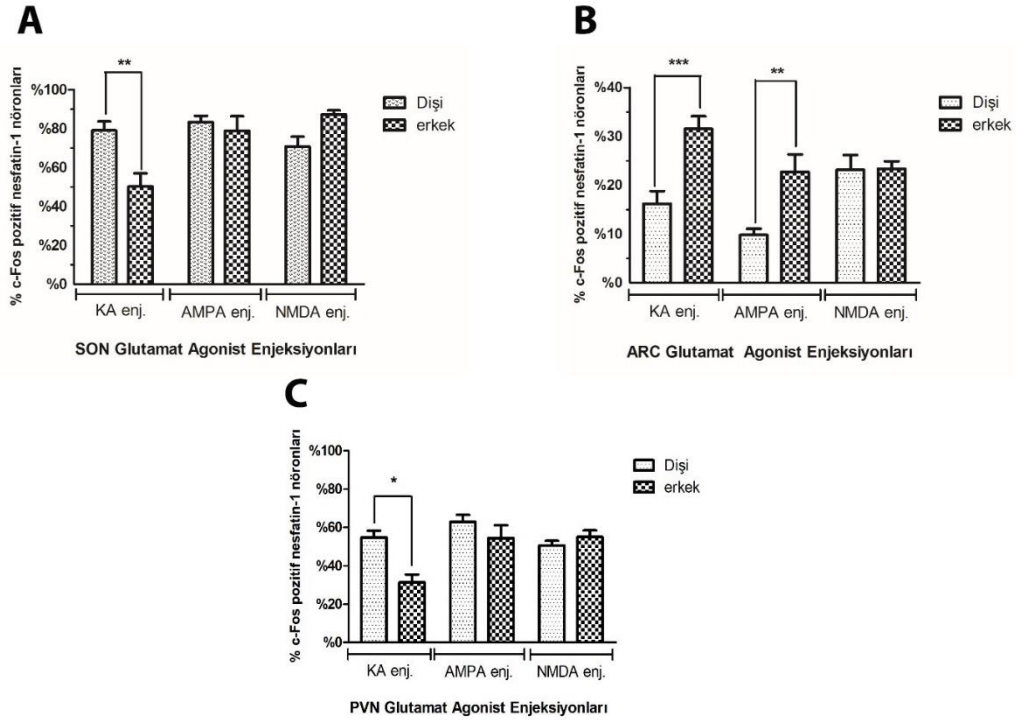 A
% c-Fos pozitif nesfatin-1 nöronları
%100
%80
%60
%40
%20
%0
**
Dişi
erkek
KA enj.
AMPA enj.
NMDA enj.
SON Glutamat Agonist Enjeksiyonları
B
% c-Fos pozitif nesfatin-1 nöronları
%40
%30
%20
%10
%0
***
**
Dişi
erkek
KA enj.
AMPA enj.
NMDA enj.
ARC Glutamat Agonist Enjeksiyonları
C
% c-Fos pozitif nesfatin-1 nöronları
%100
%80
%60
%40
%20
%0
*
Dişi
erkek
KA enj.
AMPA enj.
NMDA enj.
PVN Glutamat Agonist Enjeksiyonları